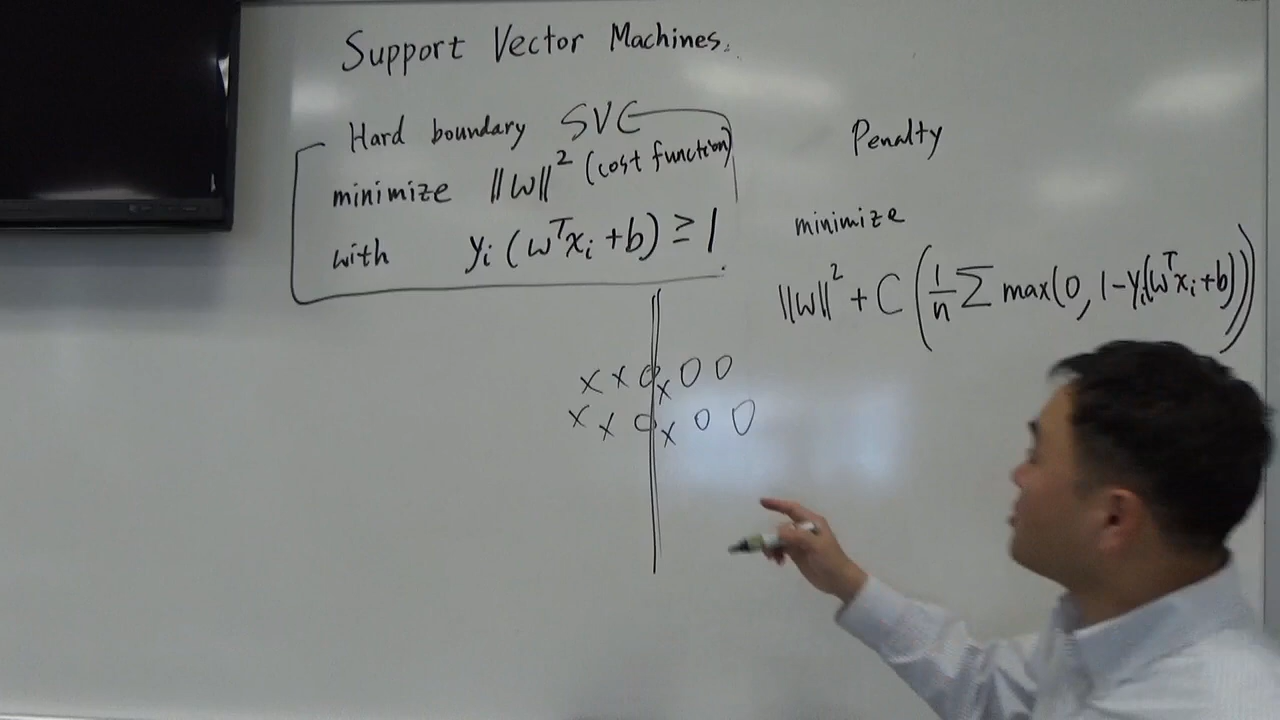 Support Vector Machines.
Hard boundary SVC
minimize ||w||² (cost function)
with yᵢ(wᵀxᵢ+b) ≥ 1
Penalty
minimize
||w||² + C (1/n Σ max(0, 1-yᵢ(wᵀxᵢ+b)))
x x o x o o
x x o x o o